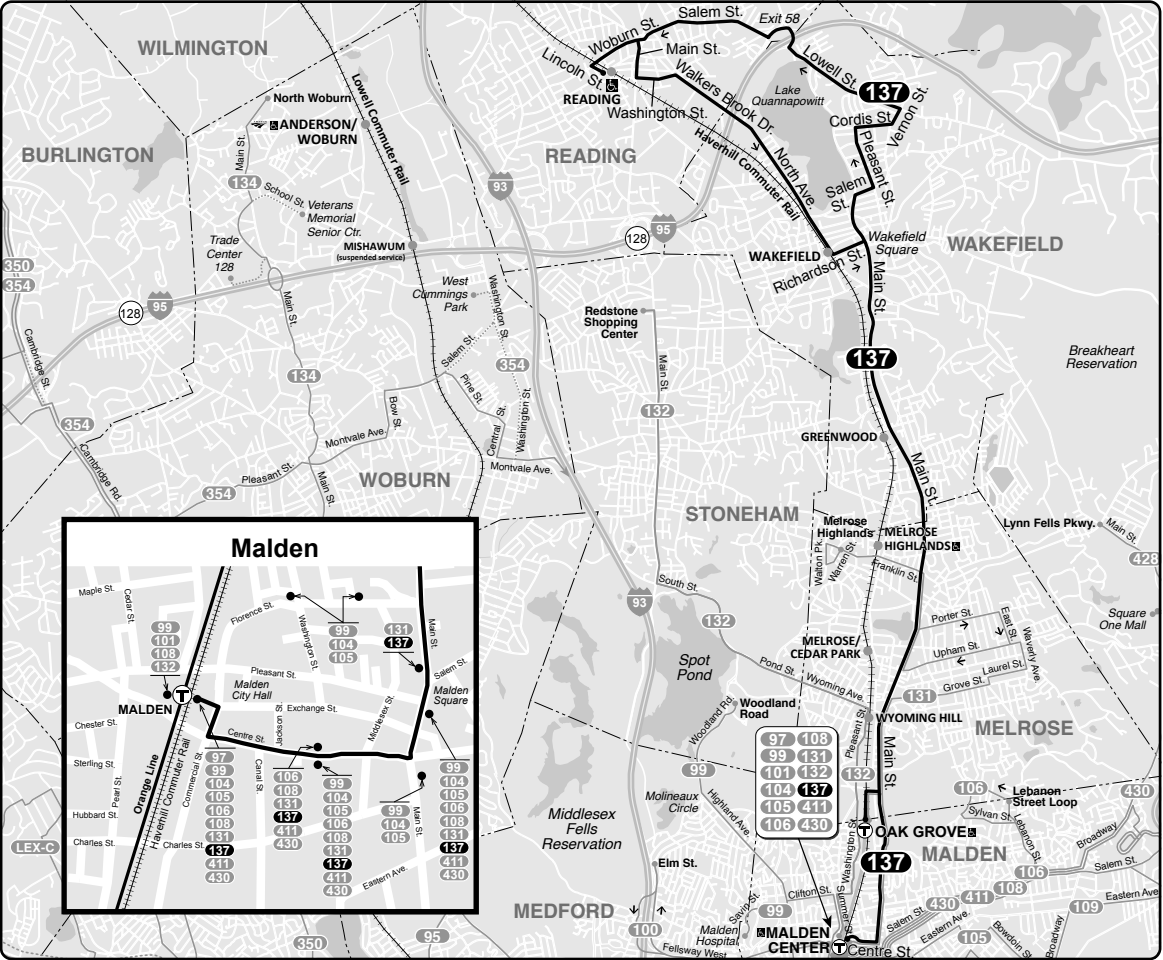 WILMINGTON
North Woburn
ANDERSON/
WOBURN
Lowell Commuter Rail
BURLINGTON
Main St.
134
School St.
Veterans
Memorial
Senior Ctr.
Trade
Center
128
MISHAWUM
(suspended service)
350
354
128
95
Cambridge St.
Main St.
134
West
Cummings
Park
Washington St.
Salem St.
354
Pine St.
Central St.
Washington St.
Bow St.
Montvale Ave.
Montvale Ave.
354
Cambridge Rd.
354
Pleasant St.
Main St.
WOBURN
93
Salem St.
Exit 58
Woburn St.
Main St.
Lincoln St.
READING
Washington St.
Walkers Brook Dr.
Lowell St.
Lake
Quannapowitt
137
Vernon St.
Cordis St.
Pleasant St.
READING
Haverhill Commuter Rail
North Ave.
Salem
St.
128
95
WAKEFIELD
Richardson St.
Wakefield
Square
WAKEFIELD
Main St.
Redstone
Shopping
Center
Main St.
132
137
Breakheart
Reservation
GREENWOOD
Main St.
STONEHAM
Melrose
Highlands
MELROSE
HIGHLANDS
Walton Pk.
Warren St.
Franklin St.
Lynn Fells Pkwy.
Main St.
428
Square
One Mall
South St.
93
132
Porter St.
East St.
Waverly Ave.
Upham St.
Laurel St.
Grove St.
131
MELROSE/
CEDAR PARK
Spot
Pond
Pond St.
Wyoming Ave.
Woodland Rd.
Woodland
Road
WYOMING HILL
MELROSE
Pleasant St.
Main St.
132
97 108
99 131
101 132
104 137
105 411
106 430
99
Molineaux
Circle
Highland Ave.
Middlesex
Fells
Reservation
106
Lebanon
Street Loop
Sylvan St.
Lebanon St.
430
Broadway
T OAK GROVE
MALDEN
137
Washington St.
106
Salem St.
108
411
430
Eastern Ave.
109
Elm St.
Clifton St.
Summer St.
Savin St.
99
MEDFORD
100
Malden
Hospital
Fellsway West
MALDEN
CENTER T
Centre St.
Salem St.
Eastern Ave.
105
Bowdoin St.
Broadway
LEX-C
350
95
Malden
Maple St.
Cedar St.
99
101
108
132
Florence St.
Washington St.
99
104
105
131
137
Main St.
Salem St.
Pleasant St.
Malden
City Hall
Malden
Square
T
MALDEN
Exchange St.
Jackson St.
Middlesex St.
Centre St.
Chester St.
Sterling St.
Pearl St.
Hubbard St.
Charles St.
Orange Line
Haverhill Commuter Rail
Commercial St.
Charles St.
Canal St.
97
99
104
105
106
108
131
137
411
430
106
108
131
137
411
430
99
104
105
106
108
131
137
411
430
99
104
105
Main St.
Eastern Ave.
99
104
105
106
108
131
137
411
430